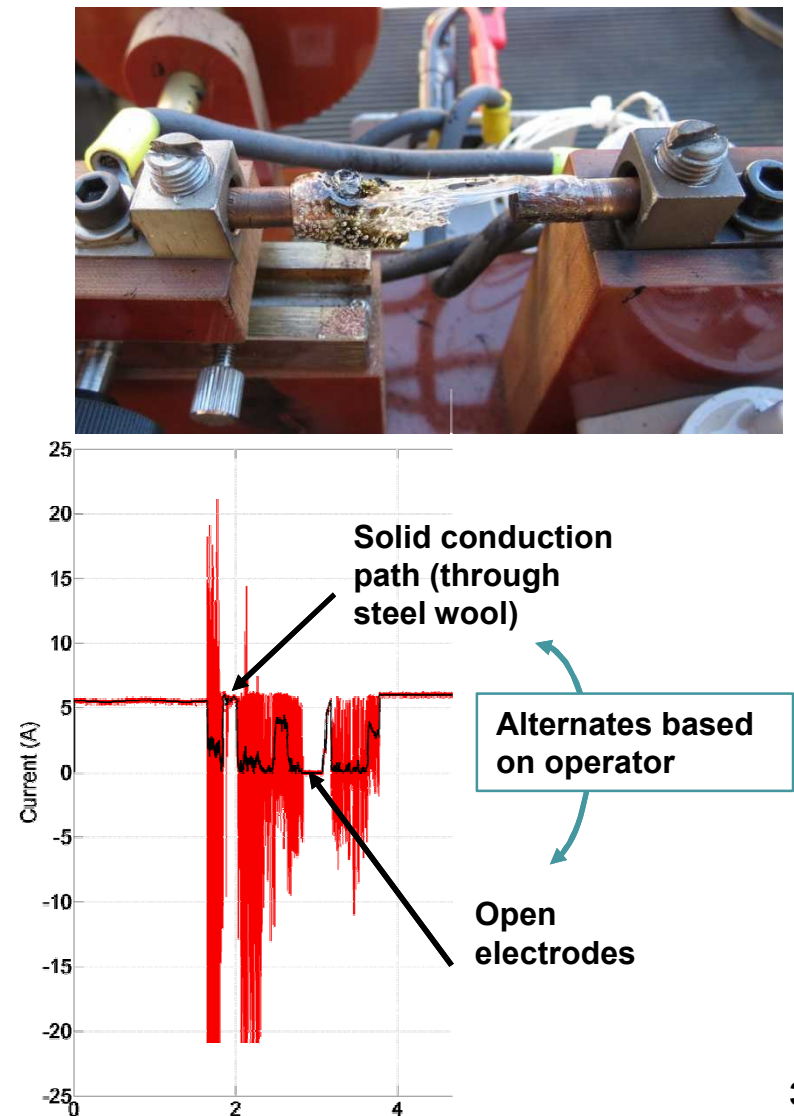 25
20
15
10
5
0
-5
-10
-15
-20
-25
Current (A)
0
2
4
Solid conduction
path (through
steel wool)
Alternates based
on operator
Open
electrodes